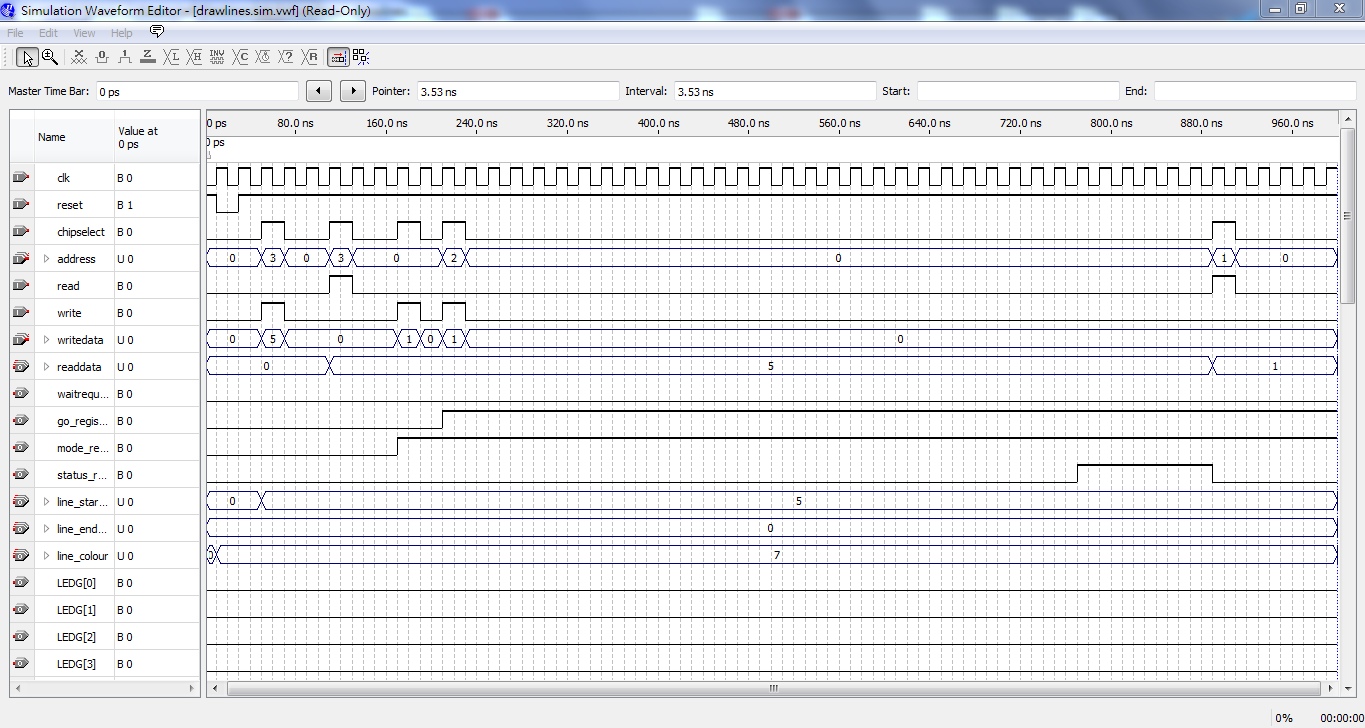 Simulation Waveform Editor - [drawlines.sim.vwf] (Read-Only)
File Edit View Help
Master Time Bar: 0 ps Pointer: 3.53 ns Interval: 3.53 ns Start: End:
Name Value at 0 ps
0 ps 80.0 ns 160.0 ns 240.0 ns 320.0 ns 400.0 ns 480.0 ns 560.0 ns 640.0 ns 720.0 ns 800.0 ns 880.0 ns 960.0 ns
0 ps
clk B 0
reset B 1
chipselect B 0
address U 0 0 3 0 3 0 2 0 1 0
read B 0
write B 0
writedata U 0 0 5 0 1 0 1 0
readdata U 0 0 5 1
waitrequ... B 0
go_regis... B 0
mode_re... B 0
status_r... B 0
line_star... U 0 0 5
line_end... U 0 0
line_colour U 0 0 7
LEDG[0] B 0
LEDG[1] B 0
LEDG[2] B 0
LEDG[3] B 0
0% 00:00:00